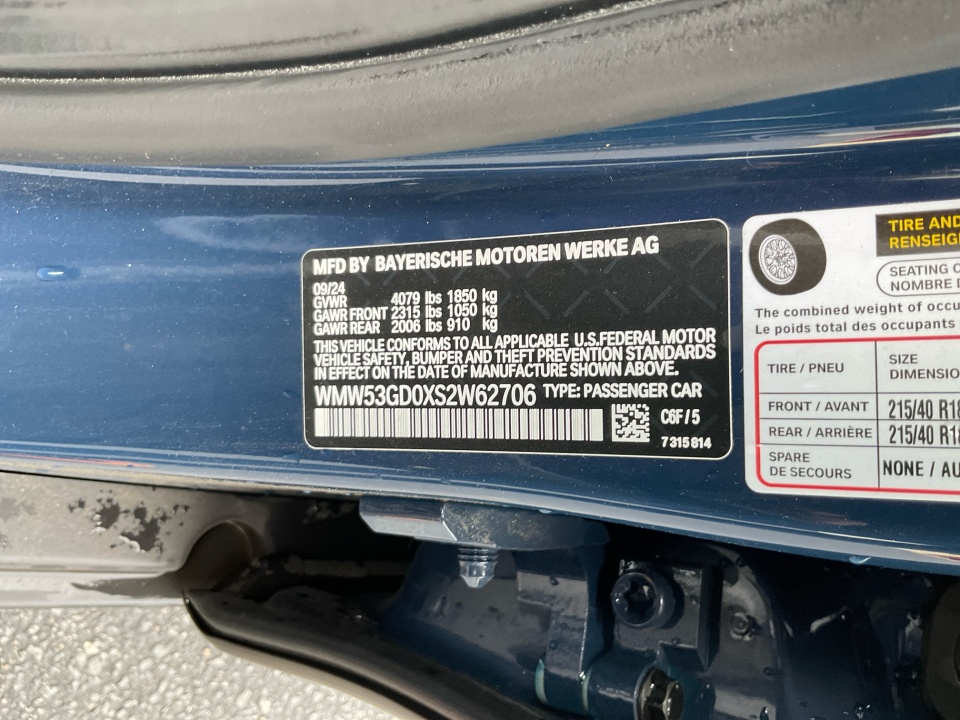 MFD BY BAYERISCHE MOTOREN WERKE AG
09/24
GVWR 4079 lbs 1850 kg
GAWR FRONT 2315 lbs 1050 kg
GAWR REAR 2006 lbs 910 kg
THIS VEHICLE CONFORMS TO ALL APPLICABLE U.S.FEDERAL MOTOR
VEHICLE SAFETY, BUMPER AND THEFT PREVENTION STANDARDS
IN EFFECT ON THE DATE OF MANUFACTURE SHOWN ABOVE.
WMW53GD0XS2W62706 TYPE: PASSENGER CAR
C6F/5
7315814
TIRE AND
RENSEIG
SEATING C
NOMBRE D
The combined weight of occu
Le poids total des occupants
TIRE / PNEU
SIZE
DIMENSIO
FRONT / AVANT 215/40 R18
REAR / ARRIÈRE 215/40 R18
SPARE
DE SECOURS
NONE / AU